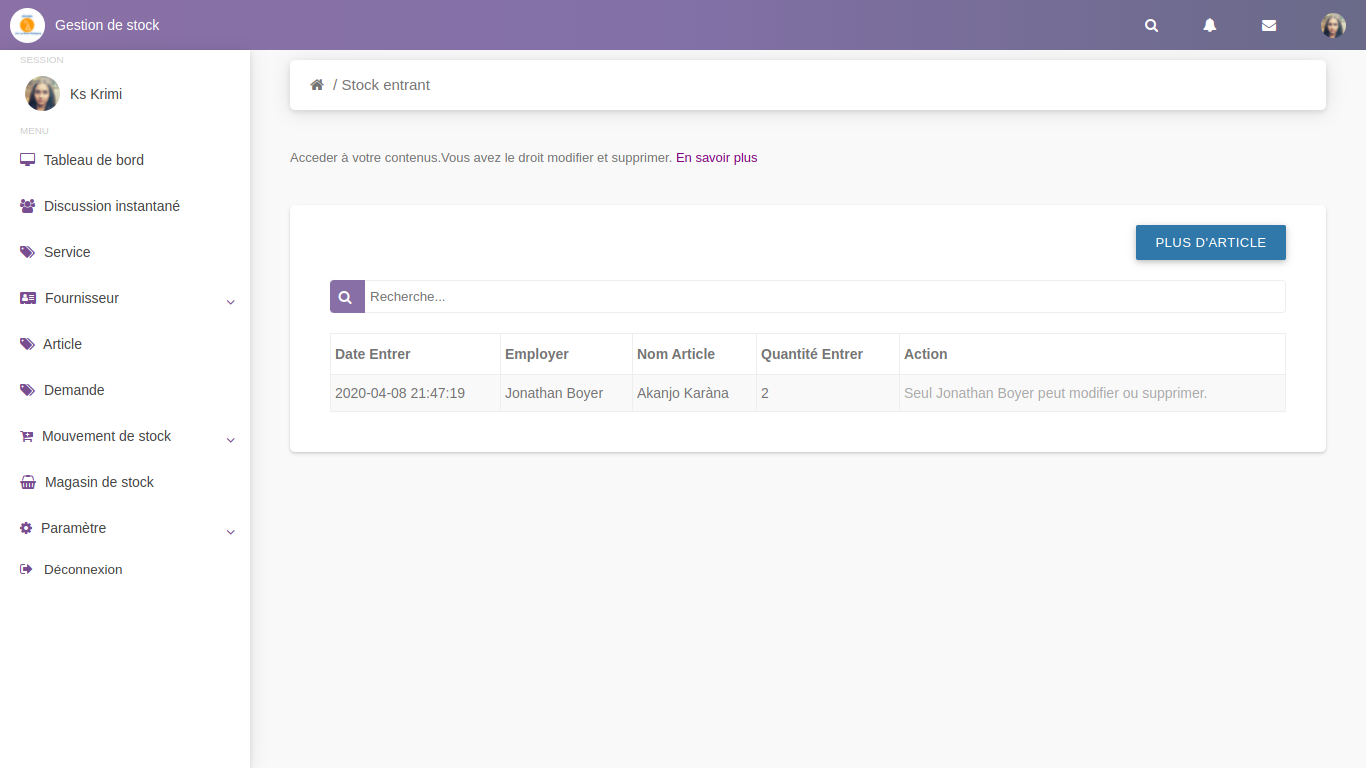 Gestion de stock
SESSION
Ks Krimi
MENU
Tableau de bord
Discussion instantané
Service
Fournisseur
Article
Demande
Mouvement de stock
Magasin de stock
Paramètre
Déconnexion
/ Stock entrant
Acceder à votre contenus.Vous avez le droit modifier et supprimer. En savoir plus
PLUS D'ARTICLE
Recherche...
Date Entrer Employer Nom Article Quantité Entrer Action
2020-04-08 21:47:19 Jonathan Boyer Akanjo Karàna 2 Seul Jonathan Boyer peut modifier ou supprimer.